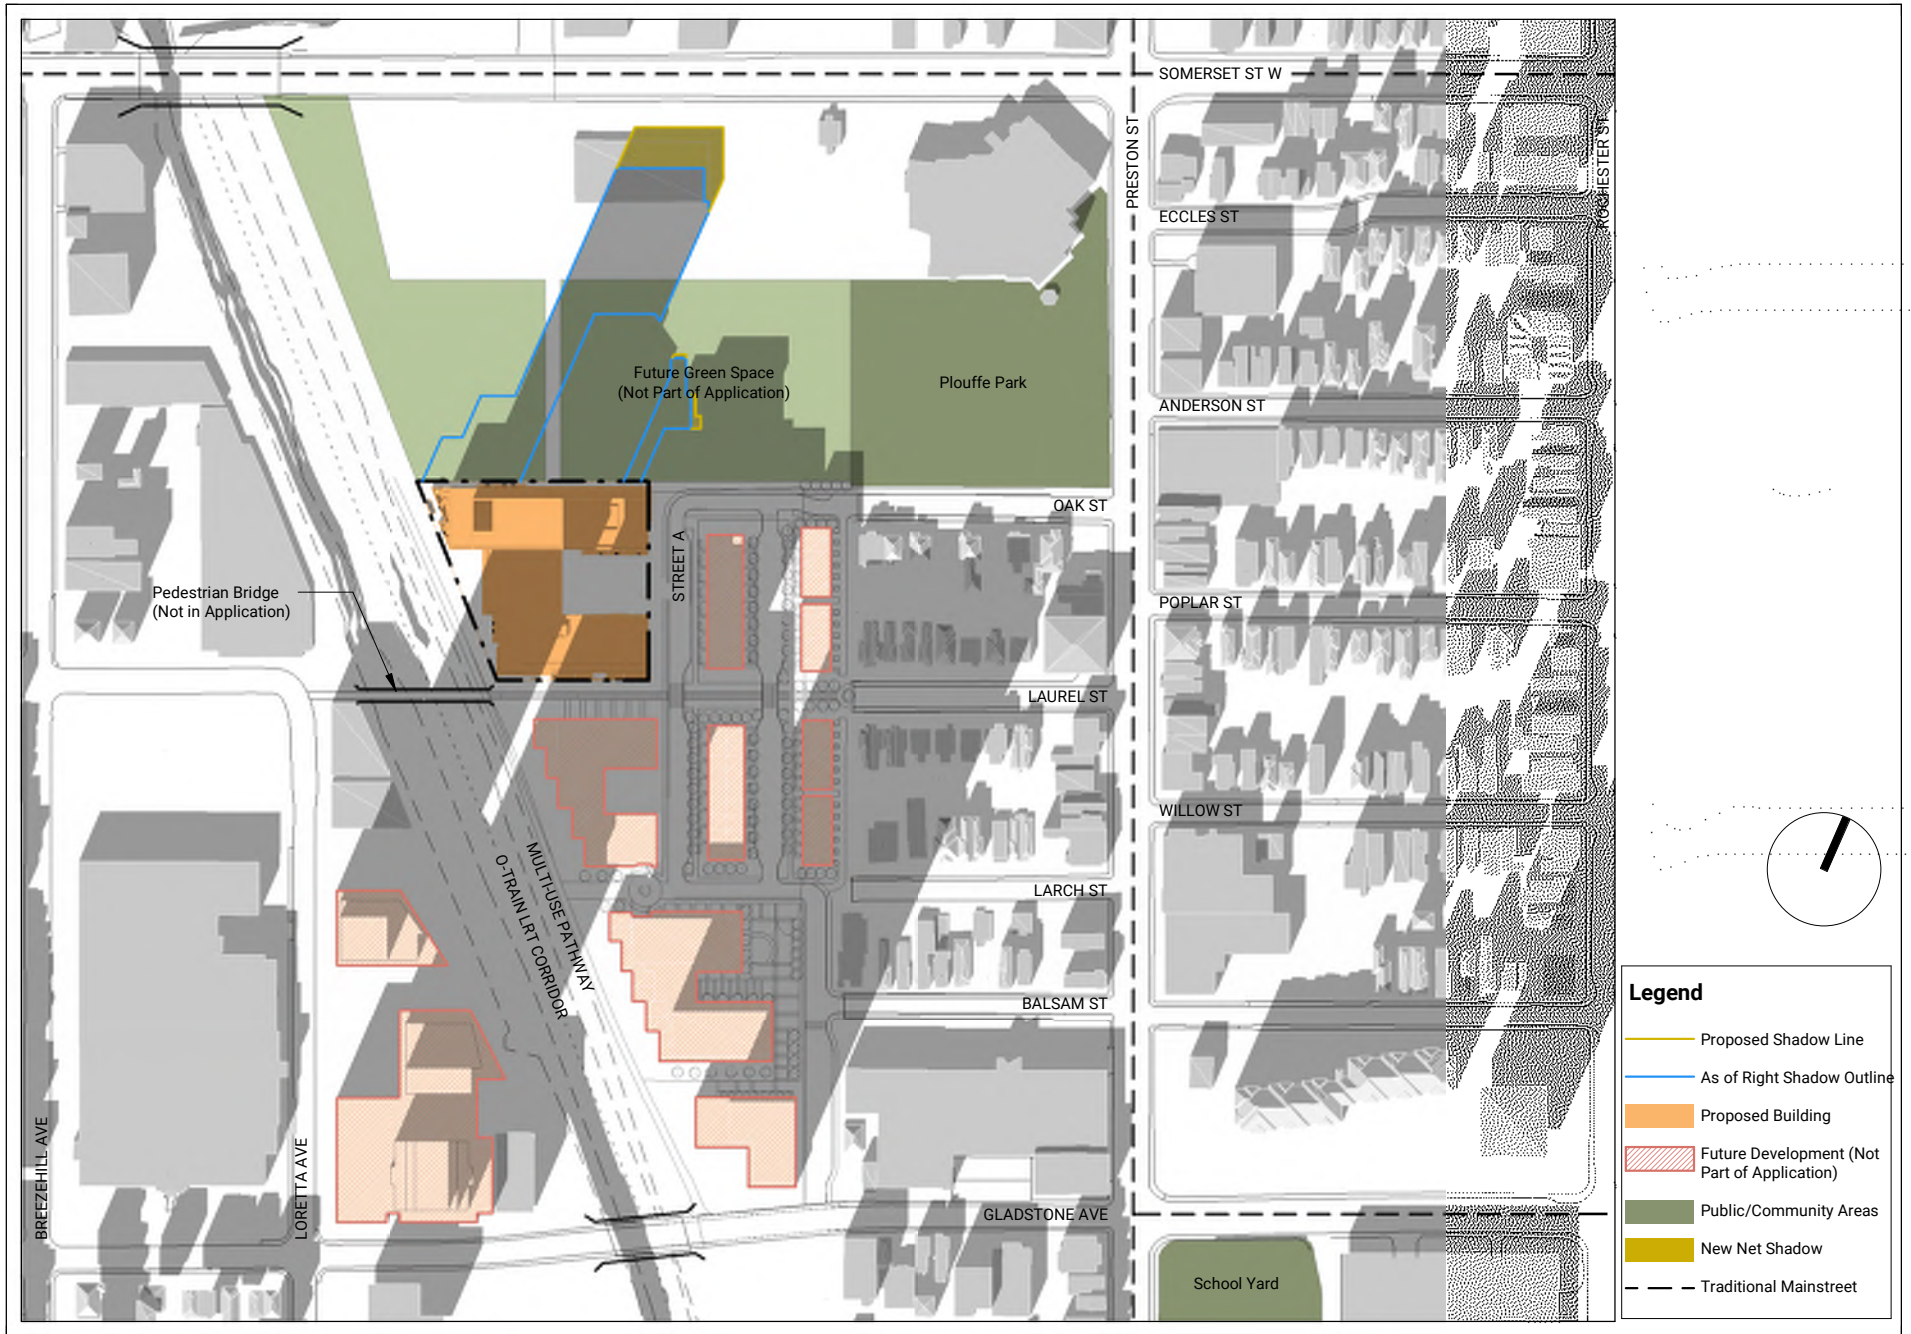 SOMERSET ST W
PRESTON ST
ROCHESTER ST
ECCLES ST
Future Green Space
(Not Part of Application)
Plouffe Park
ANDERSON ST
OAK ST
STREET A
Pedestrian Bridge
(Not in Application)
POPLAR ST
LAUREL ST
WILLOW ST
MULTI-USE PATHWAY
O-TRAIN LRT CORRIDOR
LARCH ST
BALSAM ST
BREEZEHILL AVE
LORETTA AVE
GLADSTONE AVE
School Yard
Legend
Proposed Shadow Line
As of Right Shadow Outline
Proposed Building
Future Development (Not
Part of Application)
Public/Community Areas
New Net Shadow
Traditional Mainstreet